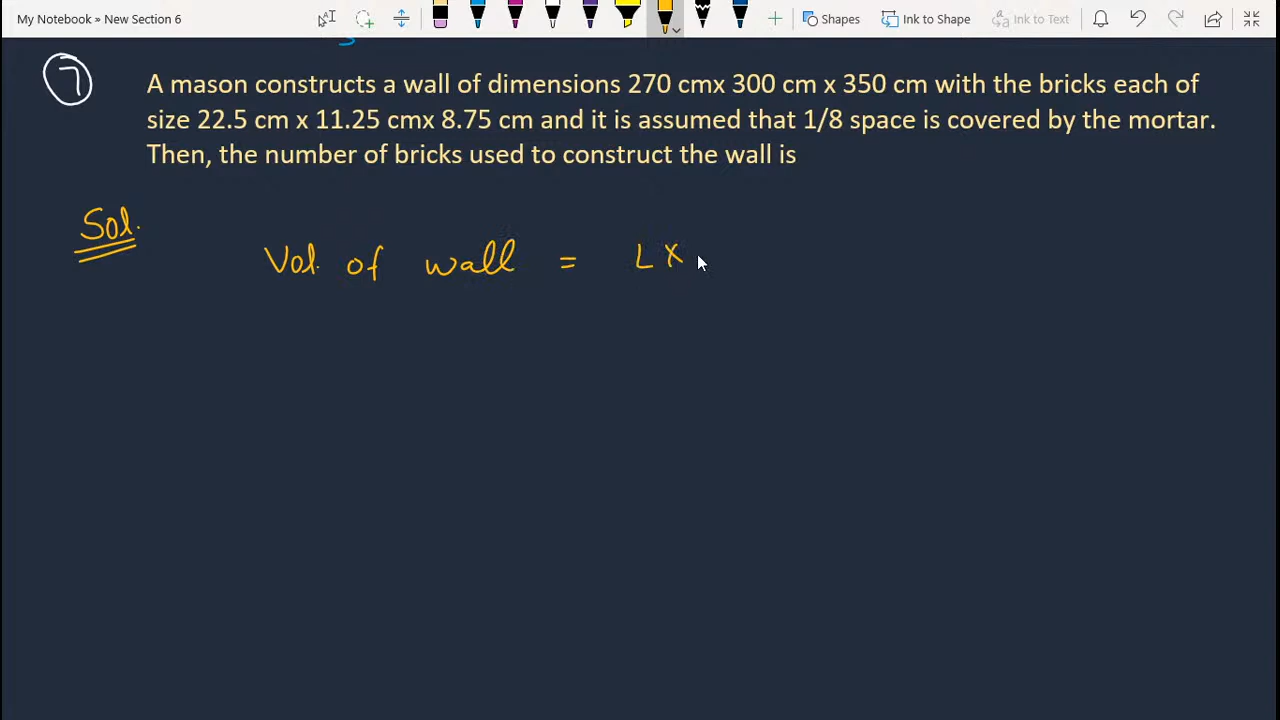 My Notebook » New Section 6
Shapes
Ink to Shape
Ink to Text
7
A mason constructs a wall of dimensions 270 cmx 300 cm x 350 cm with the bricks each of
size 22.5 cm x 11.25 cmx 8.75 cm and it is assumed that 1/8 space is covered by the mortar.
Then, the number of bricks used to construct the wall is
Sol.
Vol. of wall = L X